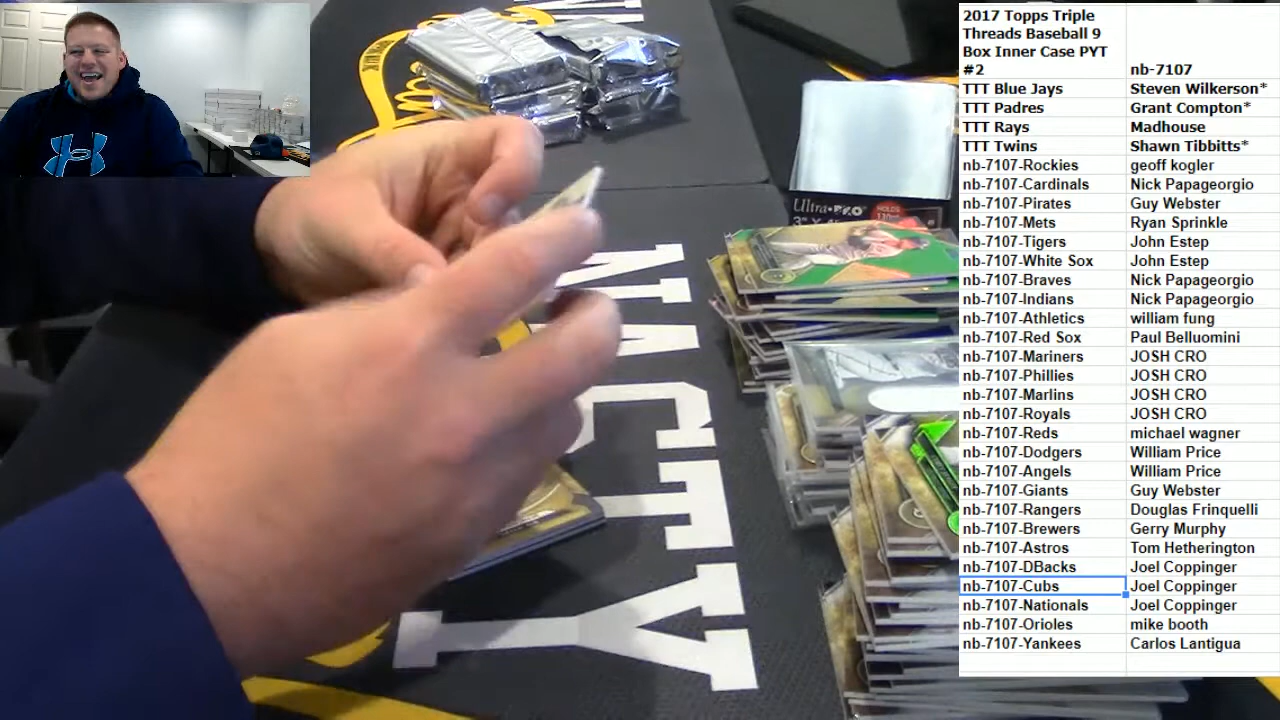 2017 Topps Triple
Threads Baseball 9
Box Inner Case PYT
#2 nb-7107
TTT Blue Jays Steven Wilkerson*
TTT Padres Grant Compton*
TTT Rays Madhouse
TTT Twins Shawn Tibbitts*
nb-7107-Rockies geoff kogler
nb-7107-Cardinals Nick Papageorgio
nb-7107-Pirates Guy Webster
nb-7107-Mets Ryan Sprinkle
nb-7107-Tigers John Estep
nb-7107-White Sox John Estep
nb-7107-Braves Nick Papageorgio
nb-7107-Indians Nick Papageorgio
nb-7107-Athletics william fung
nb-7107-Red Sox Paul Belluomini
nb-7107-Mariners JOSH CRO
nb-7107-Phillies JOSH CRO
nb-7107-Marlins JOSH CRO
nb-7107-Royals JOSH CRO
nb-7107-Reds michael wagner
nb-7107-Dodgers William Price
nb-7107-Angels William Price
nb-7107-Giants Guy Webster
nb-7107-Rangers Douglas Frinquelli
nb-7107-Brewers Gerry Murphy
nb-7107-Astros Tom Hetherington
nb-7107-DBacks Joel Coppinger
nb-7107-Cubs Joel Coppinger
nb-7107-Nationals Joel Coppinger
nb-7107-Orioles mike booth
nb-7107-Yankees Carlos Lantigua
Ultra PRO
HOLDS
NASTY